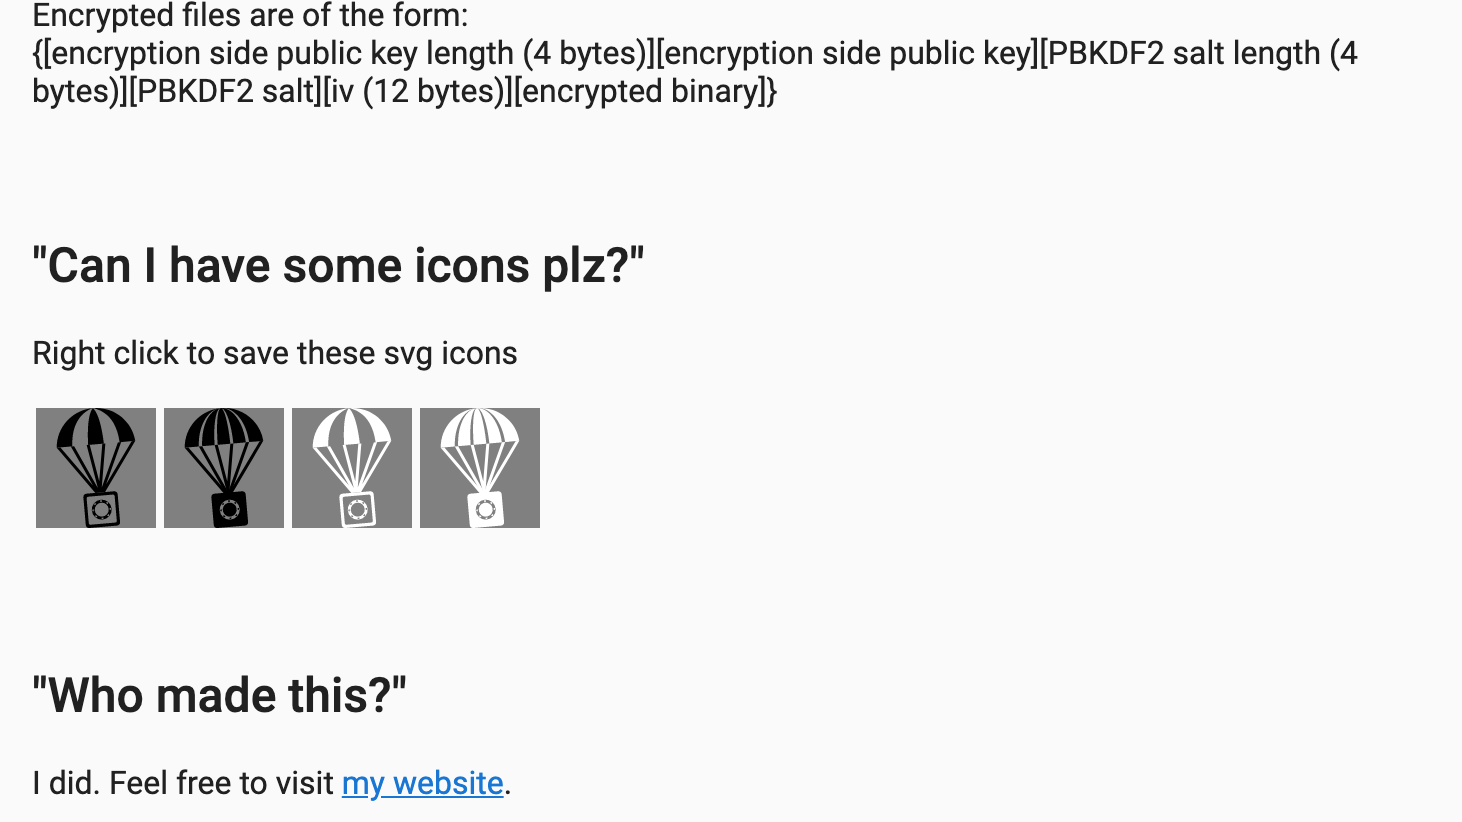 Encrypted files are of the form:
{[encryption side public key length (4 bytes)][encryption side public key][PBKDF2 salt length (4
bytes)][PBKDF2 salt][iv (12 bytes)][encrypted binary]}
"Can I have some icons plz?"
Right click to save these svg icons
"Who made this?"
I did. Feel free to visit my website.